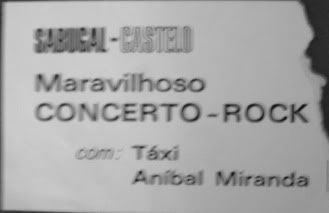 SABUGAL-CASTELO
Maravilhoso
CONCERTO-ROCK
com: Táxi
Aníbal Miranda